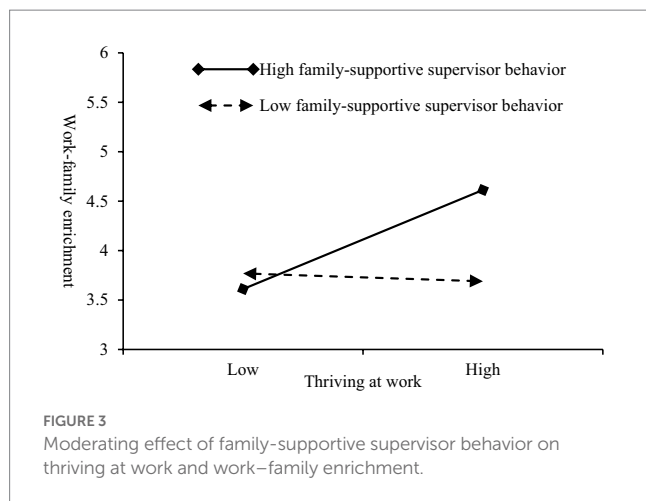 6
5.5
5
4.5
4
3.5
3
Work-family enrichment
High family-supportive supervisor behavior
Low family-supportive supervisor behavior
Low
High
Thriving at work
FIGURE 3
Moderating effect of family-supportive supervisor behavior on
thriving at work and work–family enrichment.